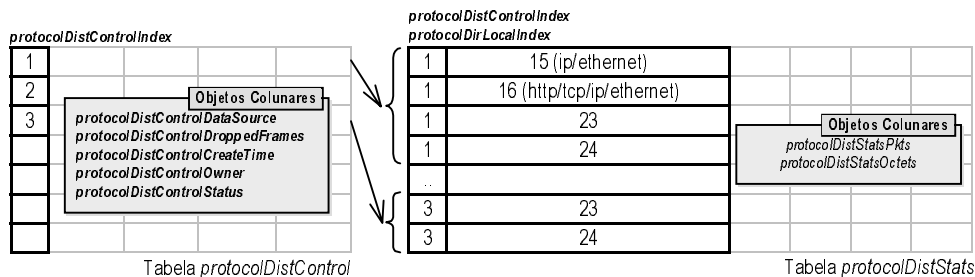 protocolDistControlIndex
1
2
3
Objetos Colunares
protocolDistControlDataSource
protocolDistControlDroppedFrames
protocolDistControlCreateTime
protocolDistControlOwner
protocolDistControlStatus
Tabela protocolDistControl
protocolDistControlIndex
protocolDirLocalIndex
1 15 (ip/ethernet)
1 16 (http/tcp/ip/ethernet)
1 23
1 24
..
3 23
3 24
Objetos Colunares
protocolDistStatsPkts
protocolDistStatsOctets
Tabela protocolDistStats